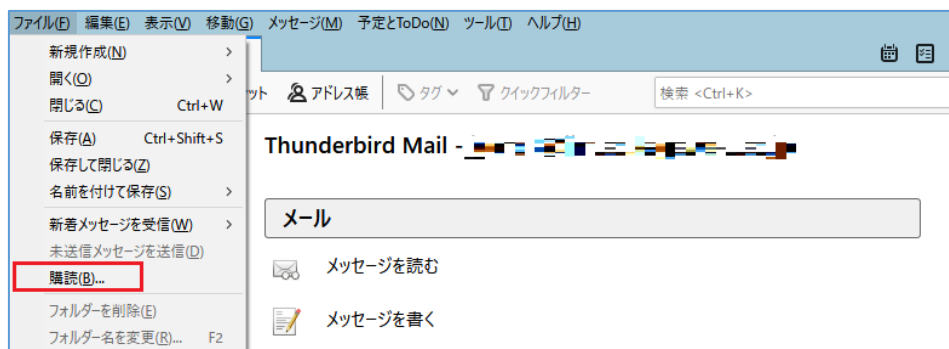 ファイル(F) 編集(E) 表示(V) 移動(G) メッセージ(M) 予定とToDo(N) ツール(T) ヘルプ(H)
新規作成(N) >
開く(O) >
閉じる(C) Ctrl+W
保存(A) Ctrl+Shift+S
保存して閉じる(Z)
名前を付けて保存(S) >
新着メッセージを受信(W) >
未送信メッセージを送信(D)
購読(B)...
フォルダーを削除(E)
フォルダー名を変更(R)... F2
ット アドレス帳 タグ クイックフィルター 検索 <Ctrl+K>
Thunderbird Mail -
メール
メッセージを読む
メッセージを書く